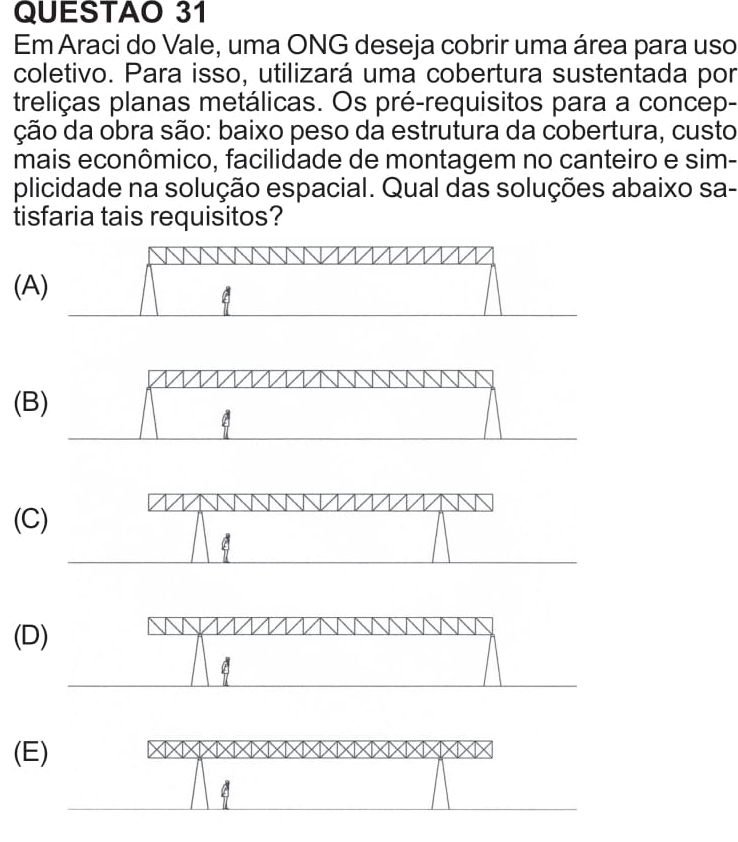 QUESTÃO 31
Em Araci do Vale, uma ONG deseja cobrir uma área para uso
coletivo. Para isso, utilizará uma cobertura sustentada por
treliças planas metálicas. Os pré-requisitos para a concep-
ção da obra são: baixo peso da estrutura da cobertura, custo
mais econômico, facilidade de montagem no canteiro e sim-
plicidade na solução espacial. Qual das soluções abaixo sa-
tisfaria tais requisitos?
(A)
(B)
(C)
(D)
(E)